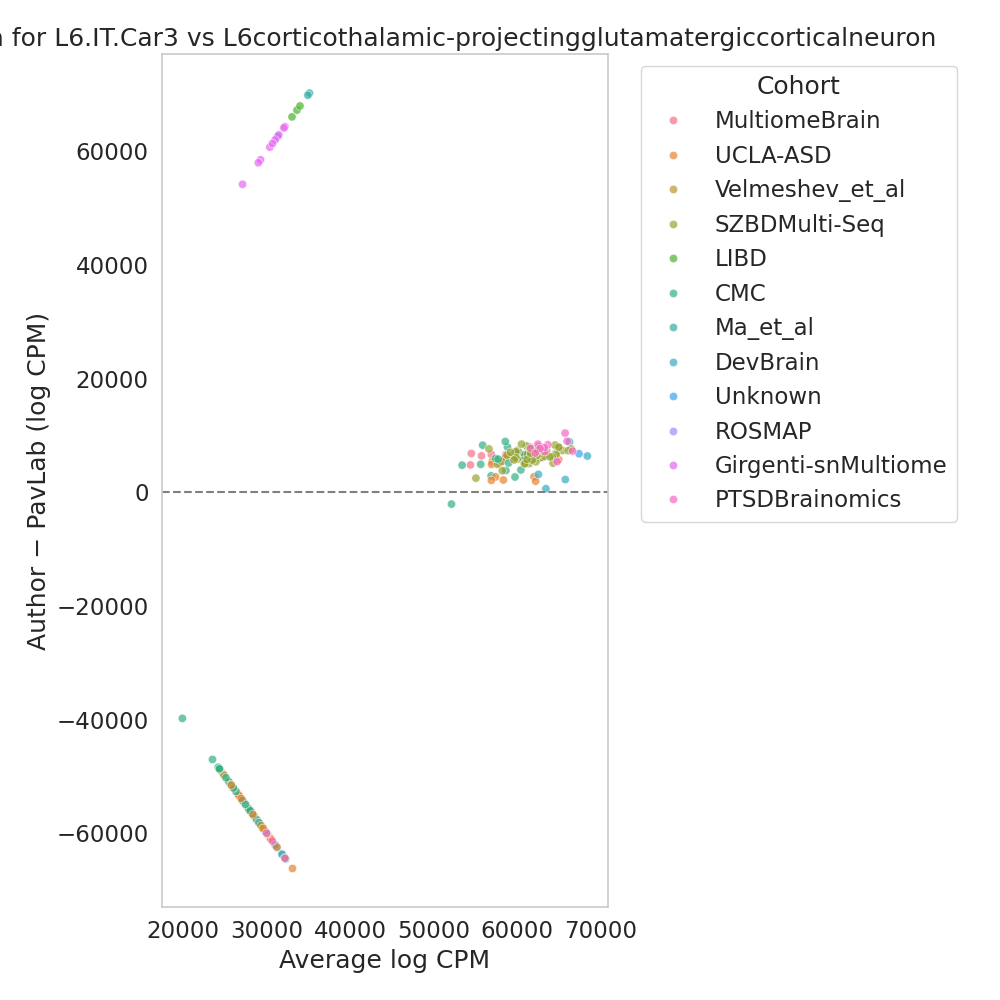 for L6.IT.Car3 vs L6corticothalamic-projectingglutamatergiccorticalneuron
Author − PavLab (log CPM)
60000
40000
20000
0
−20000
−40000
−60000
20000 30000 40000 50000 60000 70000
Average log CPM
Cohort
MultiomeBrain
UCLA-ASD
Velmeshev_et_al
SZBDMulti-Seq
LIBD
CMC
Ma_et_al
DevBrain
Unknown
ROSMAP
Girgenti-snMultiome
PTSDBrainomics